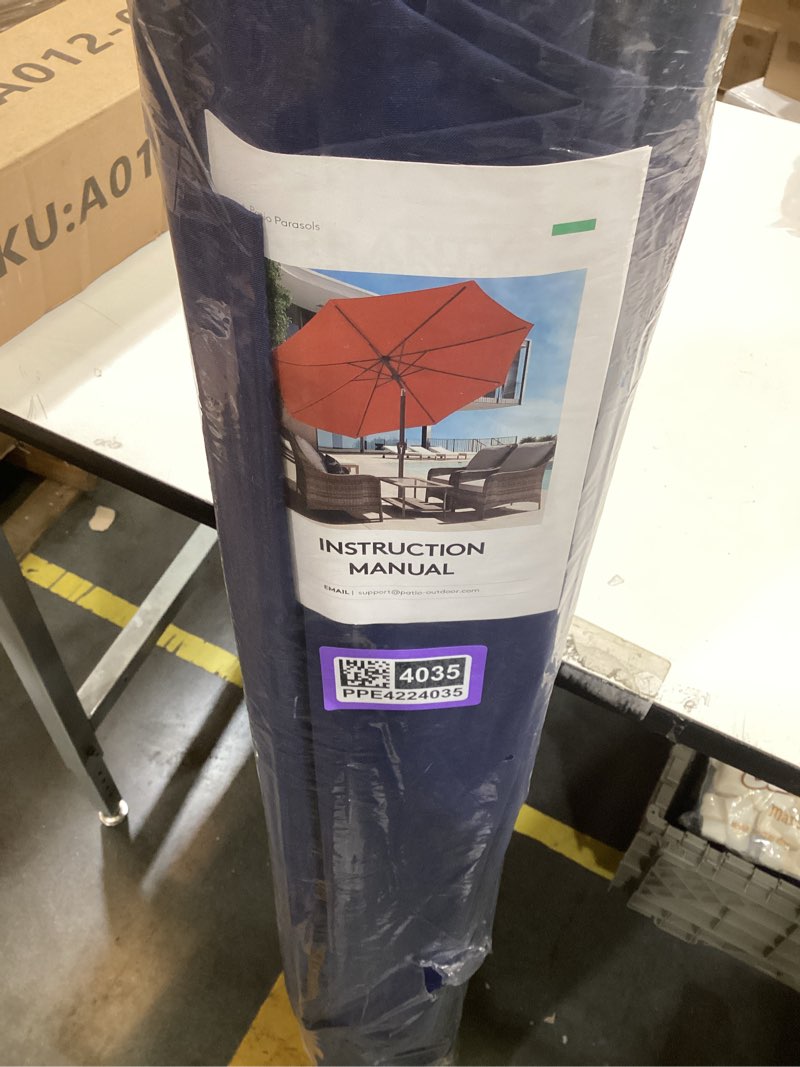 A012-
KU:A01
Patio Parasols
INSTRUCTION
MANUAL
EMAIL | support@patio-outdoor.com
4035
PPE4224035